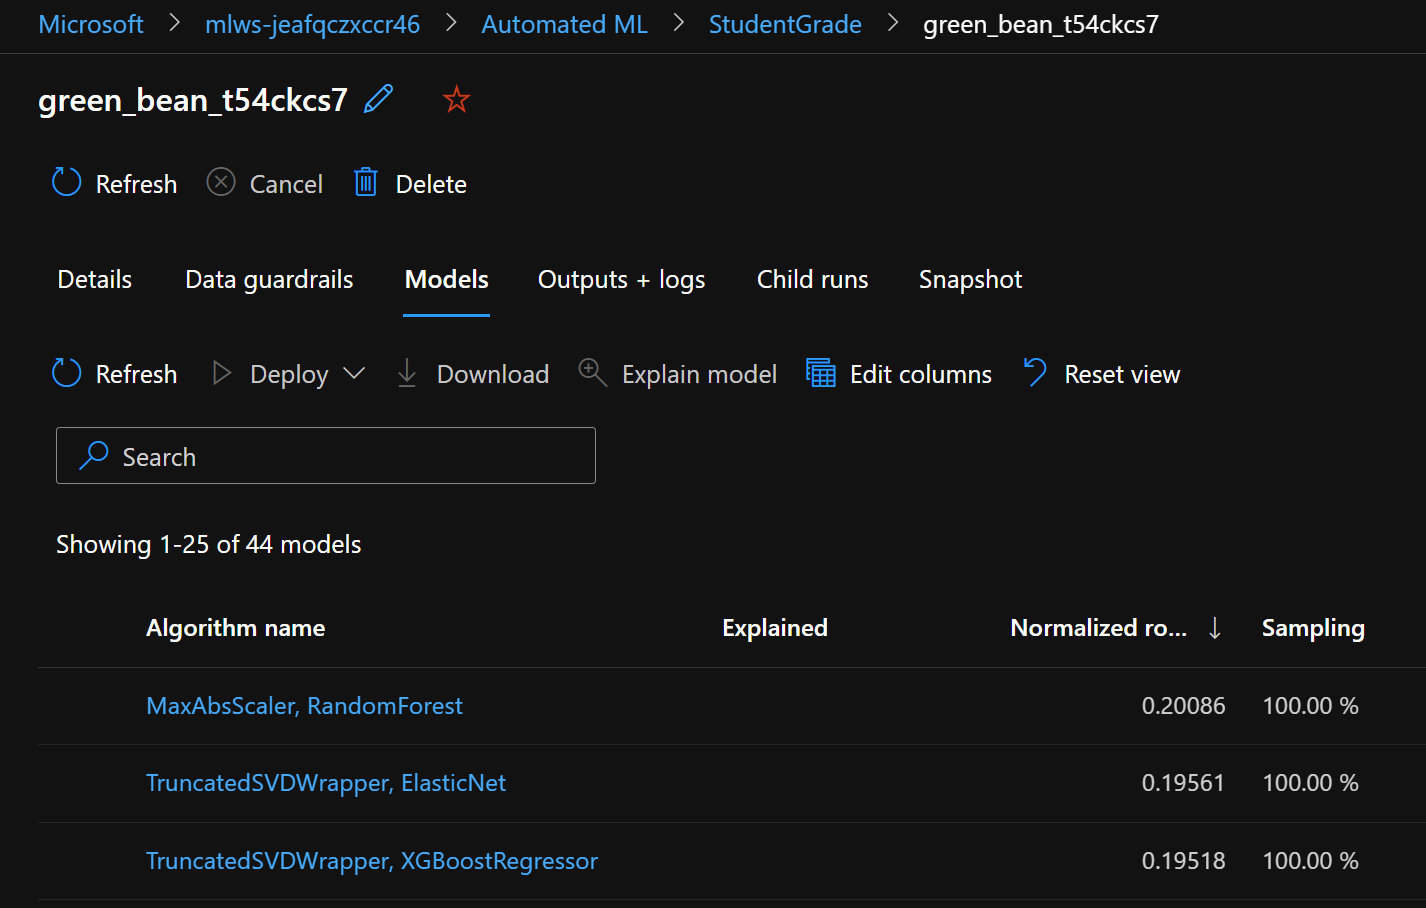 Microsoft > mlws-jeafqczxccr46 > Automated ML > StudentGrade > green_bean_t54ckcs7
green_bean_t54ckcs7
Refresh Cancel Delete
Details Data guardrails Models Outputs + logs Child runs Snapshot
Refresh Deploy Download Explain model Edit columns Reset view
Search
Showing 1-25 of 44 models
Algorithm name Explained Normalized ro... ↓ Sampling
MaxAbsScaler, RandomForest 0.20086 100.00 %
TruncatedSVDWrapper, ElasticNet 0.19561 100.00 %
TruncatedSVDWrapper, XGBoostRegressor 0.19518 100.00 %